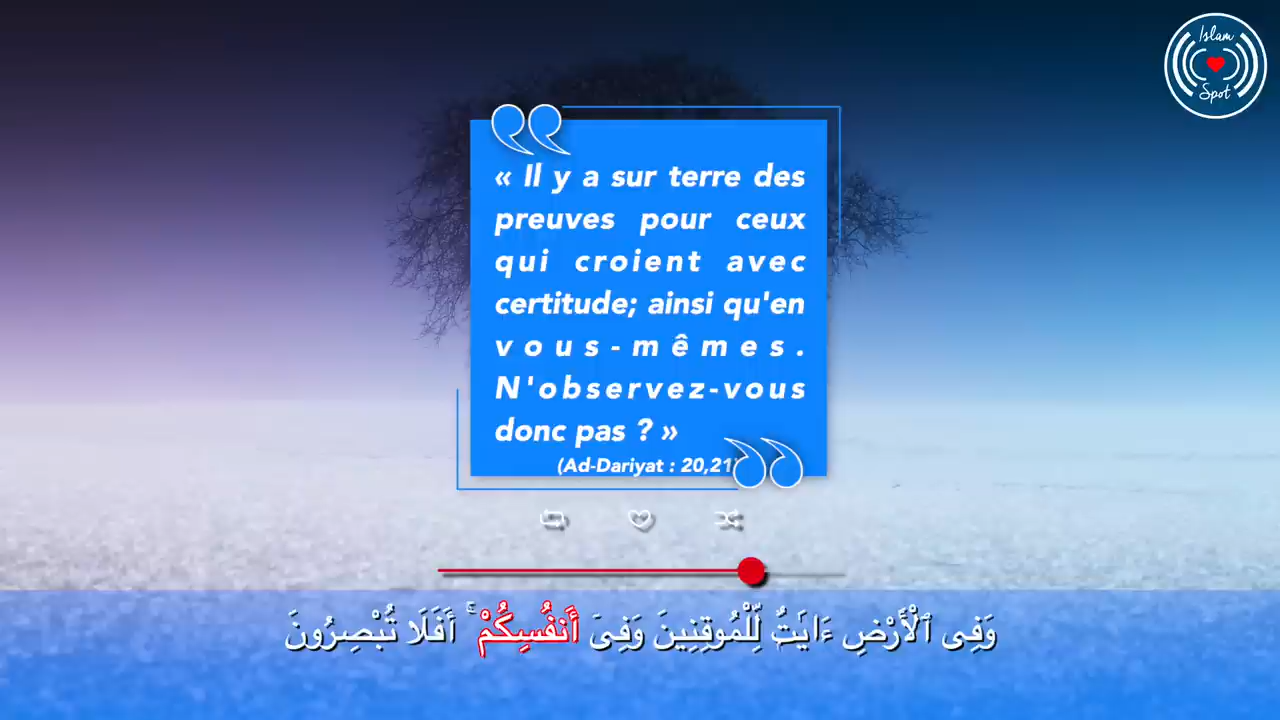 Islam
Spot
« Il y a sur terre des
preuves pour ceux
qui croient avec
certitude; ainsi qu'en
vous-mêmes.
N'observez-vous
donc pas ? »
(Ad-Dariyat : 20,21)
وَفِى ٱلْأَرْضِ ءَايَٰتٌ لِّلْمُوقِنِينَ وَفِىٓ أَنفُسِكُمْ ۚ أَفَلَا تُبْصِرُونَ